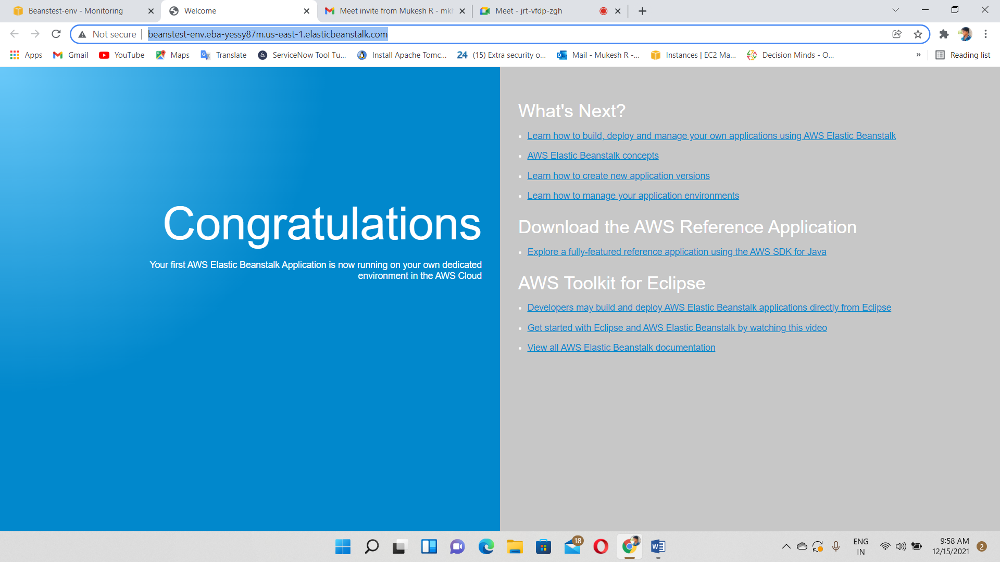 Beanstest-env - Monitoring
Welcome
Meet invite from Mukesh R - mk
Meet - jrt-vfdp-zgh
Not secure
beanstest-env.eba-yessy87m.us-east-1.elasticbeanstalk.com
Apps
Gmail
YouTube
Maps
Translate
ServiceNow Tool Tu...
Install Apache Tomc...
24
(15) Extra security o...
Mail - Mukesh R -...
Instances | EC2 Ma...
Decision Minds - O...
»
Reading list
Congratulations
Your first AWS Elastic Beanstalk Application is now running on your own dedicated
environment in the AWS Cloud
What's Next?
Learn how to build, deploy and manage your own applications using AWS Elastic Beanstalk
AWS Elastic Beanstalk concepts
Learn how to create new application versions
Learn how to manage your application environments
Download the AWS Reference Application
Explore a fully-featured reference application using the AWS SDK for Java
AWS Toolkit for Eclipse
Developers may build and deploy AWS Elastic Beanstalk applications directly from Eclipse
Get started with Eclipse and AWS Elastic Beanstalk by watching this video
View all AWS Elastic Beanstalk documentation
18
ENG
IN
9:58 AM
12/15/2021
2